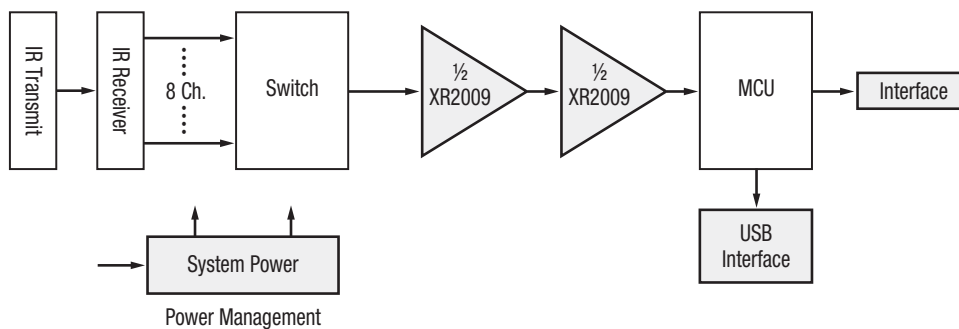 IR Transmit
IR Receiver
8 Ch.
Switch
½
XR2009
½
XR2009
MCU
Interface
USB
Interface
System Power
Power Management